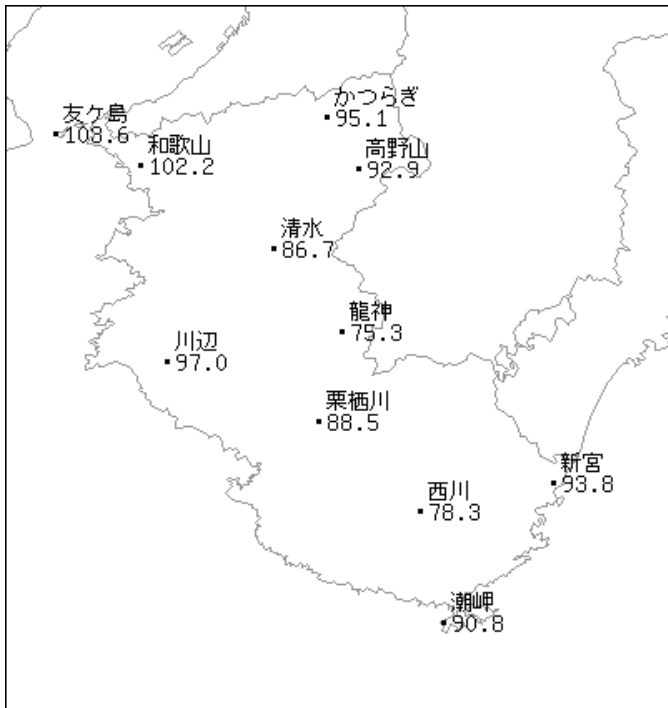 かつらぎ
95.1
友ケ島
103.6
和歌山
102.2
高野山
92.9
清水
86.7
龍神
75.3
川辺
97.0
栗栖川
88.5
新宮
93.8
西川
78.3
潮岬
90.8